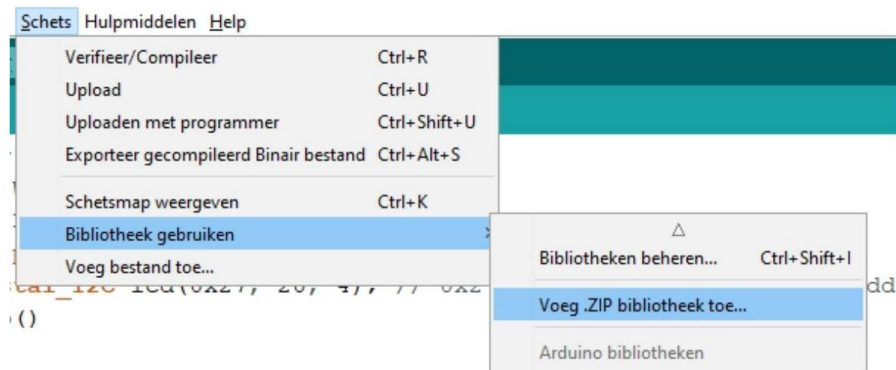 Schets Hulpmiddelen Help
Verifieer/Compileer Ctrl+R
Upload Ctrl+U
Uploaden met programmer Ctrl+Shift+U
Exporteer gecompileerd Binair bestand Ctrl+Alt+S
Schetsmap weergeven Ctrl+K
Bibliotheek gebruiken
Voeg bestand toe...
Bibliotheken beheren... Ctrl+Shift+I
Voeg .ZIP bibliotheek toe...
Arduino bibliotheken
()